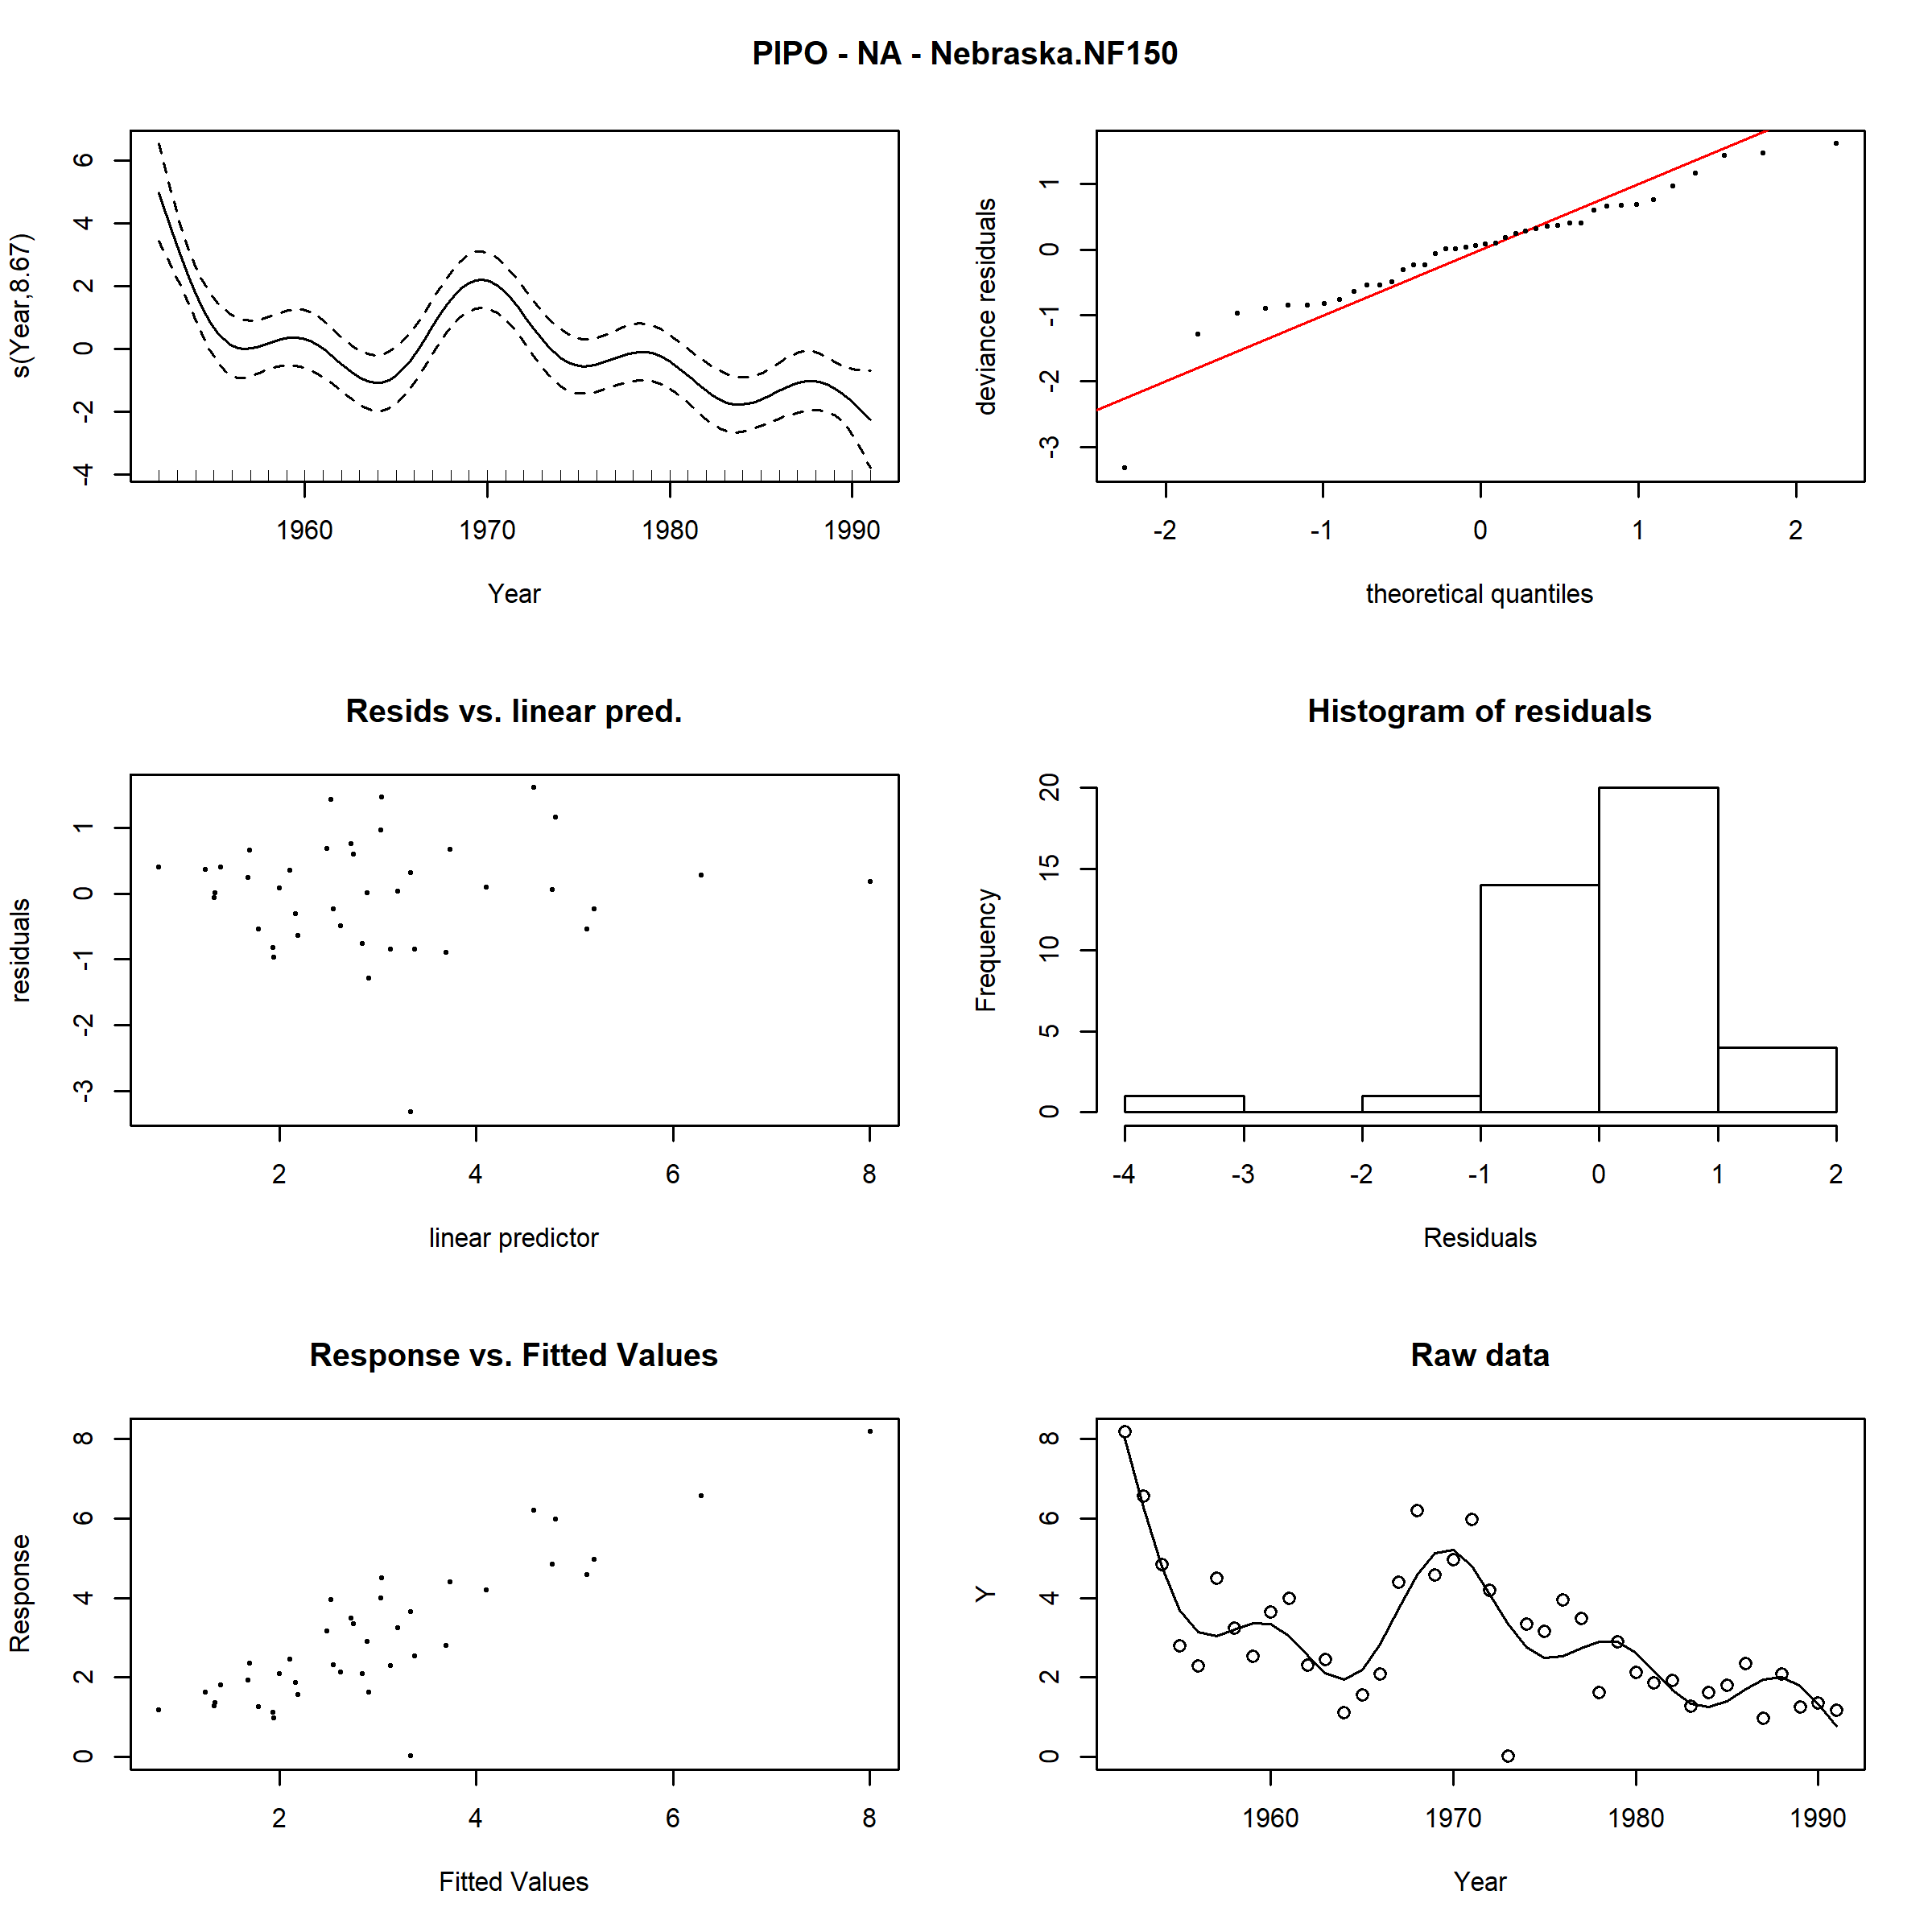 PIPO - NA - Nebraska.NF150
s(Year,8.67)
6
4
2
0
-2
-4
1960 1970 1980 1990
Year
deviance residuals
1
0
-1
-2
-3
-2 -1 0 1 2
theoretical quantiles
Resids vs. linear pred.
residuals
1
0
-1
-2
-3
2 4 6 8
linear predictor
Histogram of residuals
Frequency
20
15
10
5
0
-4 -3 -2 -1 0 1 2
Residuals
Response vs. Fitted Values
Response
8
6
4
2
0
2 4 6 8
Fitted Values
Raw data
Y
8
6
4
2
0
1960 1970 1980 1990
Year